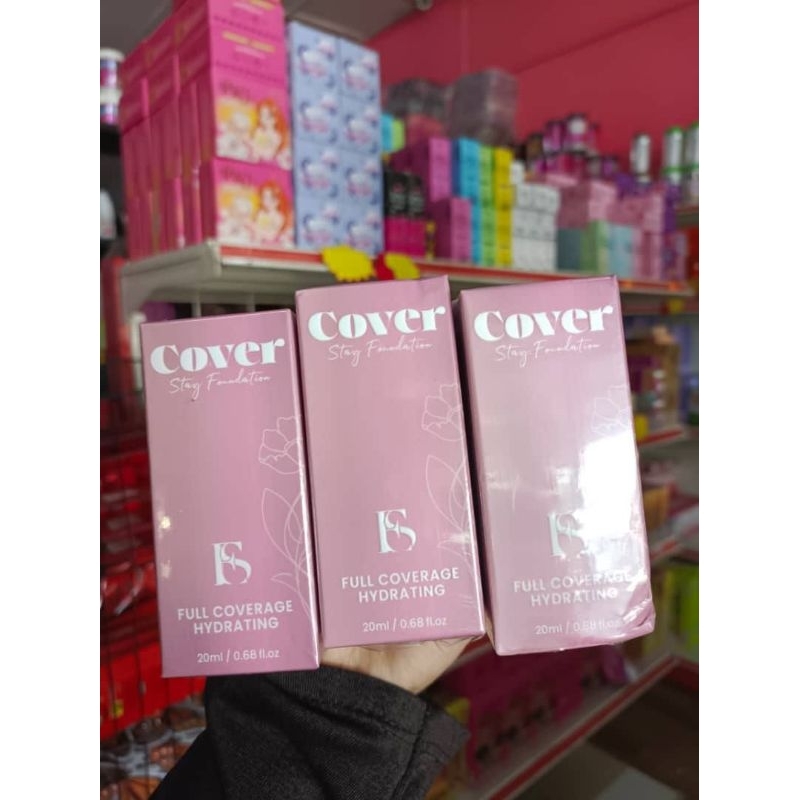 Cover
Stay Foundation
FS
FULL COVERAGE
HYDRATING
20ml / 0.68 fl.oz
Cover
Stay Foundation
FS
FULL COVERAGE
HYDRATING
20ml / 0.68 fl.oz
Cover
Stay Foundation
FS
FULL COVERAGE
HYDRATING
20ml / 0.68 fl.oz